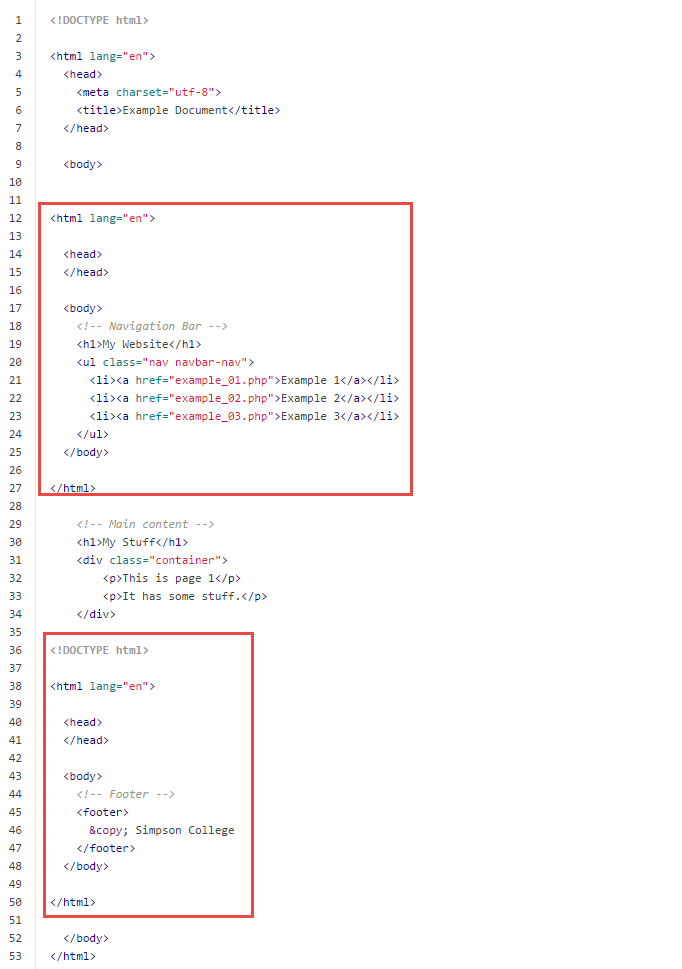 1 <!DOCTYPE html>
2
3 <html lang="en">
4   <head>
5     <meta charset="utf-8">
6     <title>Example Document</title>
7   </head>
8
9   <body>
10
11
12 <html lang="en">
13
14   <head>
15   </head>
16
17   <body>
18     <!-- Navigation Bar -->
19     <h1>My Website</h1>
20     <ul class="nav navbar-nav">
21       <li><a href="example_01.php">Example 1</a></li>
22       <li><a href="example_02.php">Example 2</a></li>
23       <li><a href="example_03.php">Example 3</a></li>
24     </ul>
25   </body>
26
27 </html>
28
29     <!-- Main content -->
30     <h1>My Stuff</h1>
31     <div class="container">
32         <p>This is page 1</p>
33         <p>It has some stuff.</p>
34     </div>
35
36 <!DOCTYPE html>
37
38 <html lang="en">
39
40   <head>
41   </head>
42
43   <body>
44     <!-- Footer -->
45     <footer>
46       &copy; Simpson College
47     </footer>
48   </body>
49
50 </html>
51
52   </body>
53 </html>